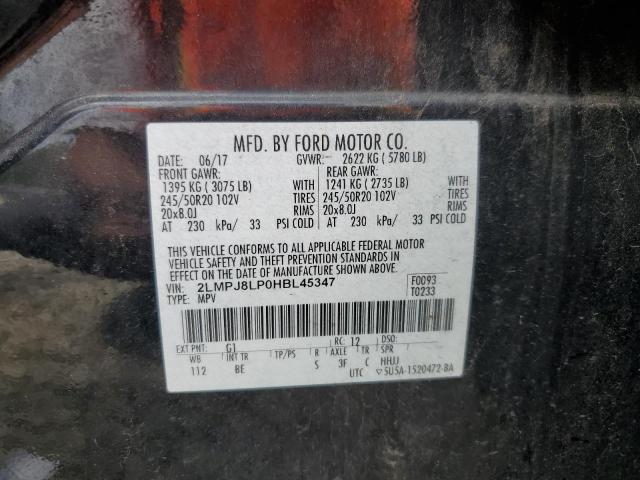 MFD. BY FORD MOTOR CO.
DATE: 06/17 GVWR: 2622 KG ( 5780 LB)
FRONT GAWR: REAR GAWR:
1395 KG ( 3075 LB) WITH 1241 KG ( 2735 LB) WITH
245/50R20 102V TIRES 245/50R20 102V TIRES
20x8.0J RIMS 20x8.0J RIMS
AT 230 kPa/ 33 PSI COLD AT 230 kPa/ 33 PSI COLD
THIS VEHICLE CONFORMS TO ALL APPLICABLE FEDERAL MOTOR
VEHICLE SAFETY AND THEFT PREVENTION STANDARDS IN EFFECT
ON THE DATE OF MANUFACTURE SHOWN ABOVE.
VIN: 2LMPJ8LP0HBL45347 F0093
TYPE: MPV T0233
EXT PNT: G1 RC: 12 DSO:
WB INT TR TP/PS R AXLE TR
112 BE S 3F C HHJJ
UTC ▽5U5A-1520472-BA